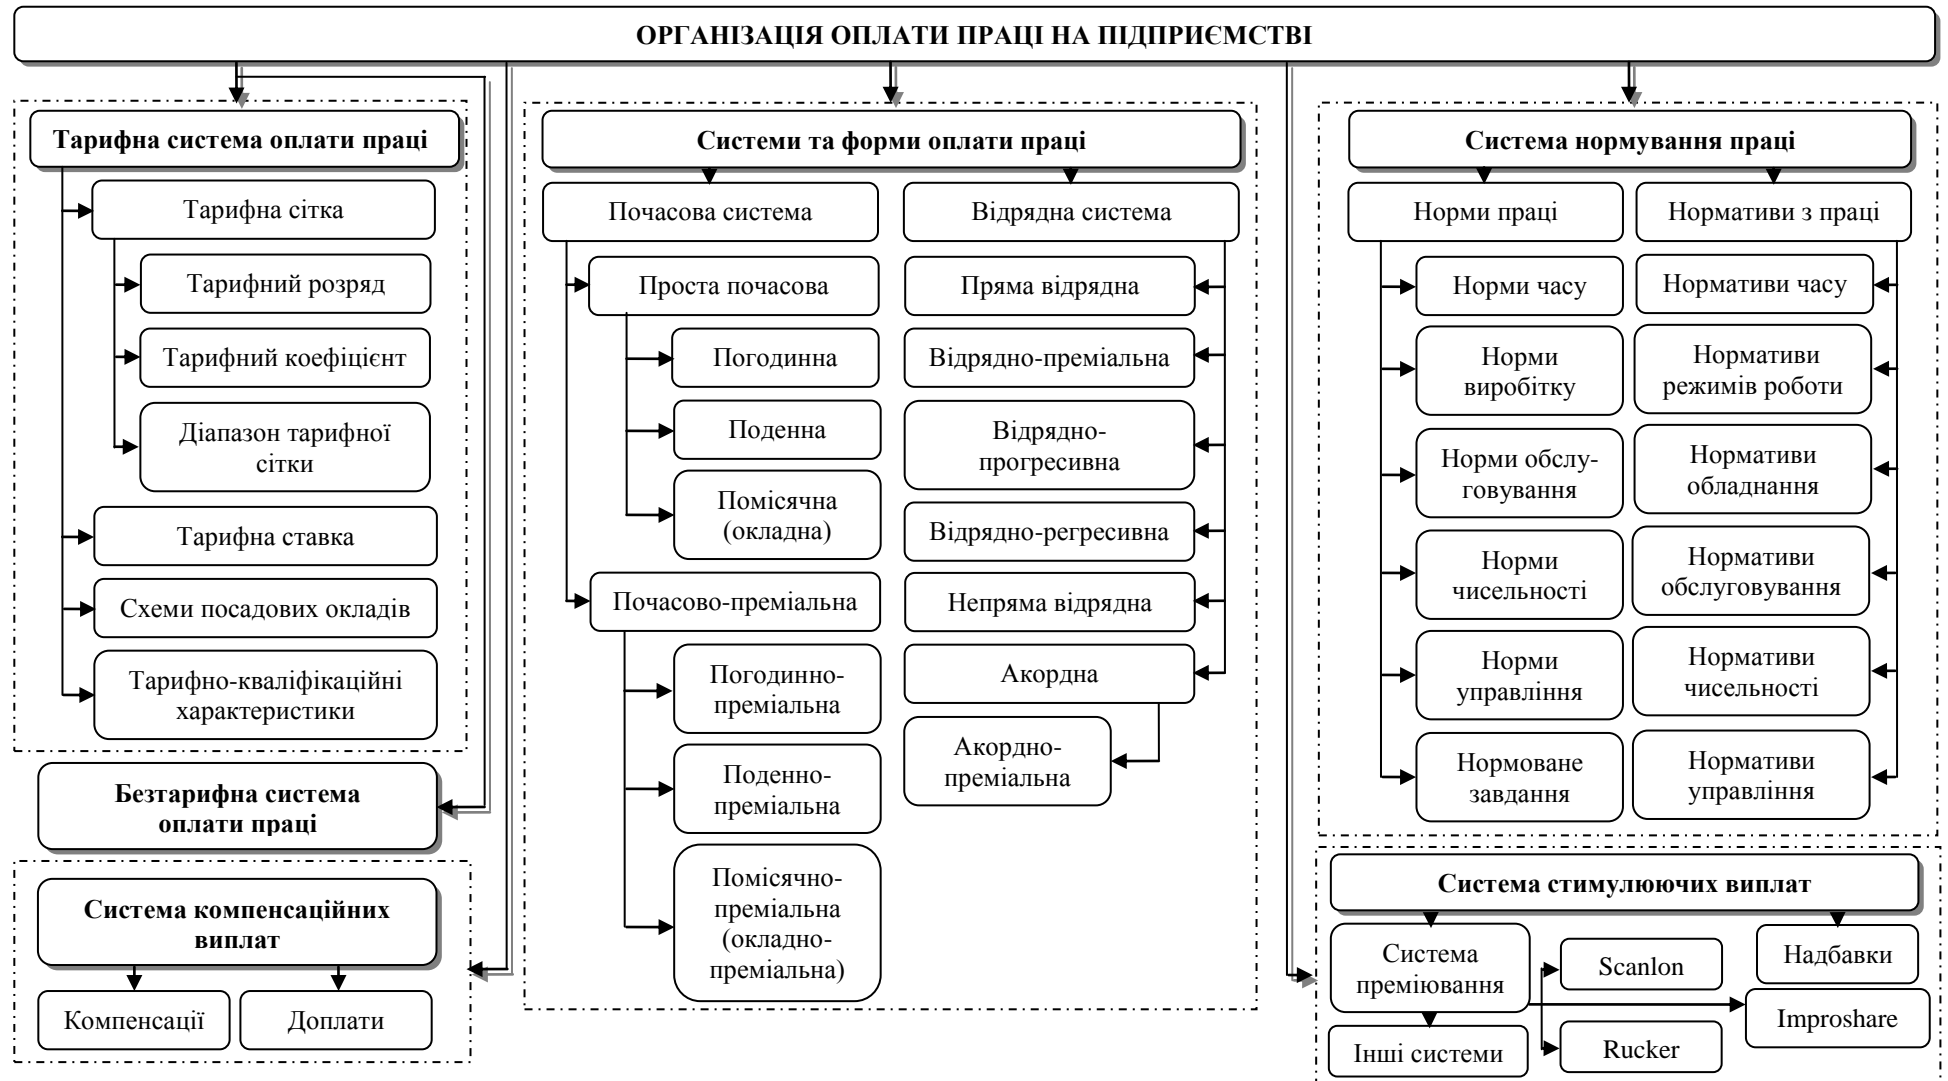 ОРГАНІЗАЦІЯ ОПЛАТИ ПРАЦІ НА ПІДПРИЄМСТВІ
Тарифна система оплати праці
Тарифна сітка
Тарифний розряд
Тарифний коефіцієнт
Діапазон тарифної
сітки
Тарифна ставка
Схеми посадових окладів
Тарифно-кваліфікаційні
характеристики
Безтарифна система
оплати праці
Система компенсаційних
виплат
Компенсації
Доплати
Системи та форми оплати праці
Почасова система
Проста почасова
Погодинна
Поденна
Помісячна
(окладна)
Почасово-преміальна
Погодинно-
преміальна
Поденно-
преміальна
Помісячно-
преміальна
(окладно-
преміальна)
Відрядна система
Пряма відрядна
Відрядно-преміальна
Відрядно-
прогресивна
Відрядно-регресивна
Непряма відрядна
Акордна
Акордно-
преміальна
Система нормування праці
Норми праці
Норми часу
Норми
виробітку
Норми обслу-
говування
Норми
чисельності
Норми
управління
Нормоване
завдання
Нормативи з праці
Нормативи часу
Нормативи
режимів роботи
Нормативи
обладнання
Нормативи
обслуговування
Нормативи
чисельності
Нормативи
управління
Система стимулюючих виплат
Система
преміювання
Scanlon
Надбавки
Improshare
Інші системи
Rucker